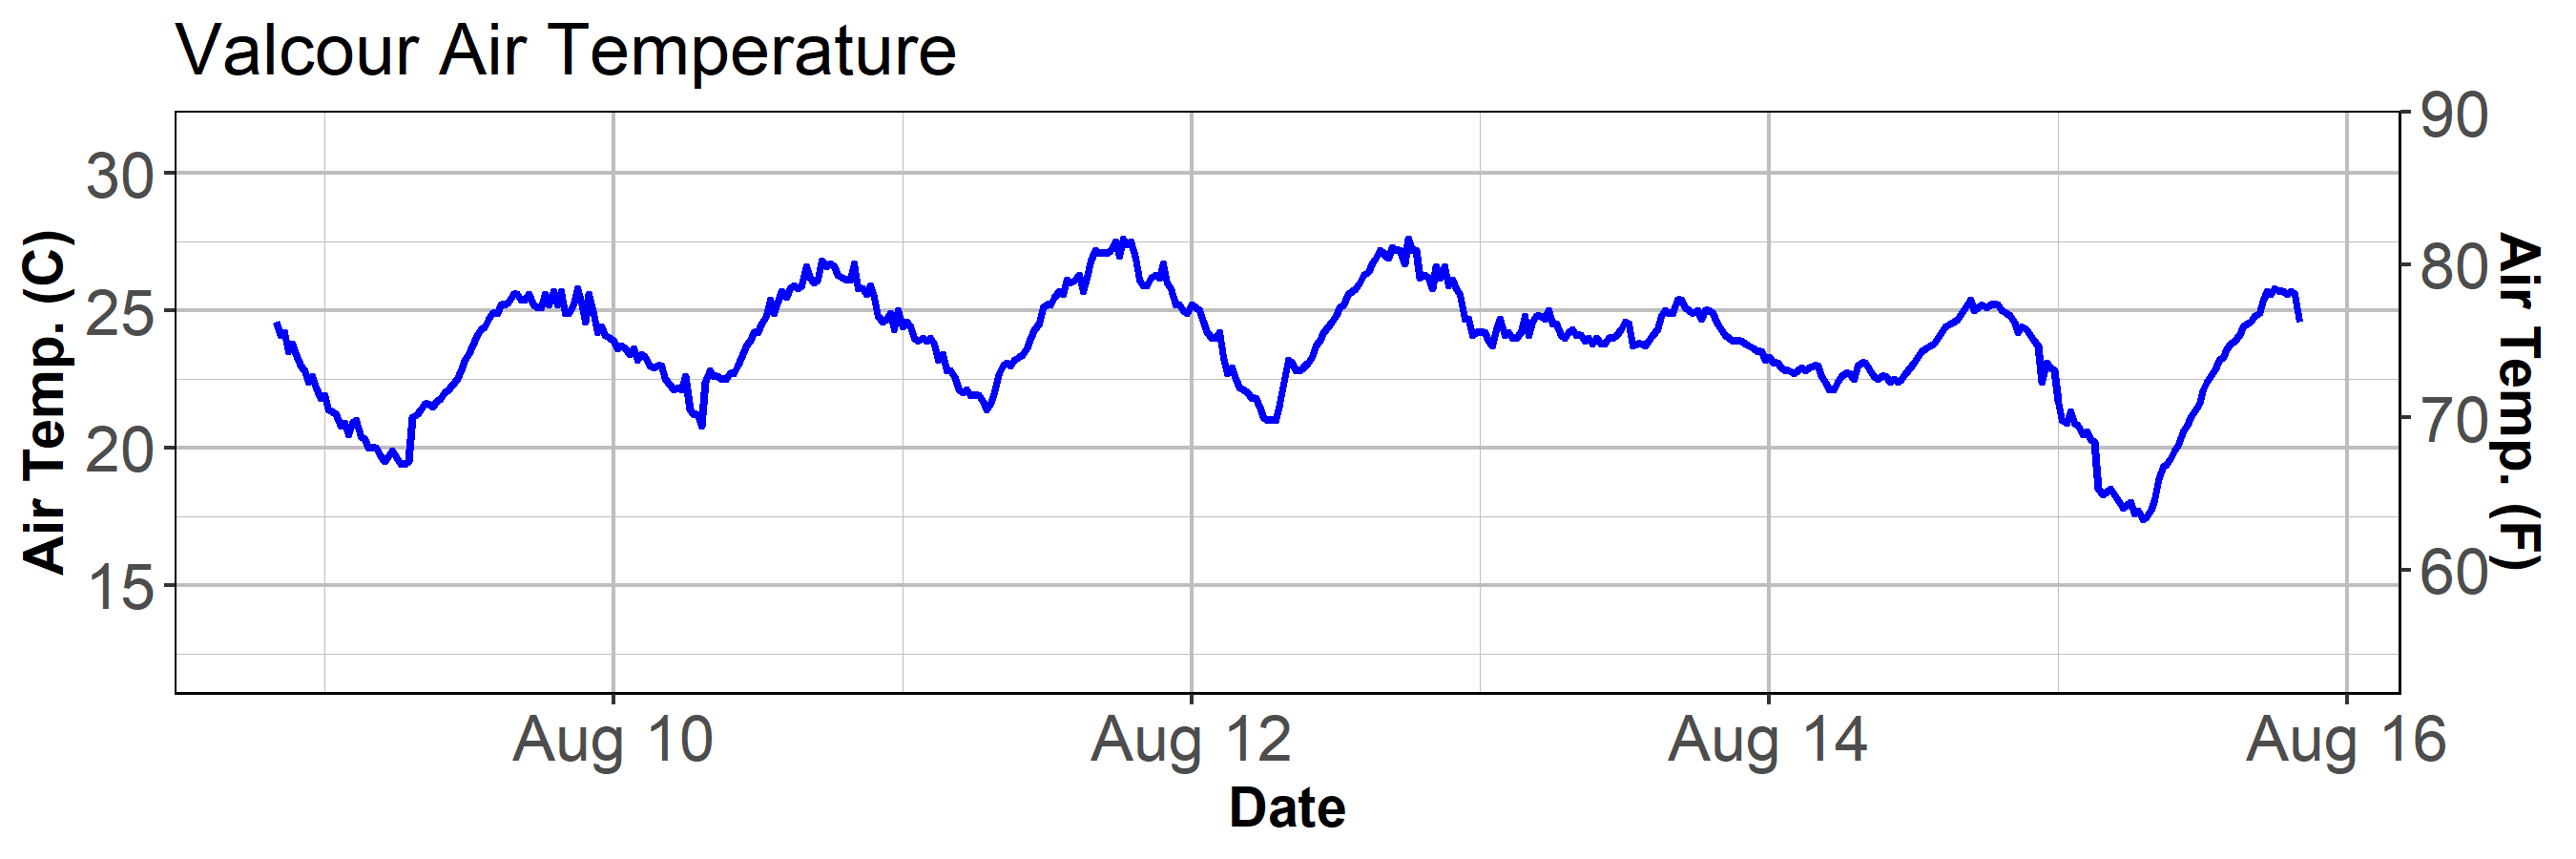 Valcour Air Temperature
90
30
80
25
70
20
60
15
Air Temp. (C)
Air Temp. (F)
Aug 10
Aug 12
Aug 14
Aug 16
Date